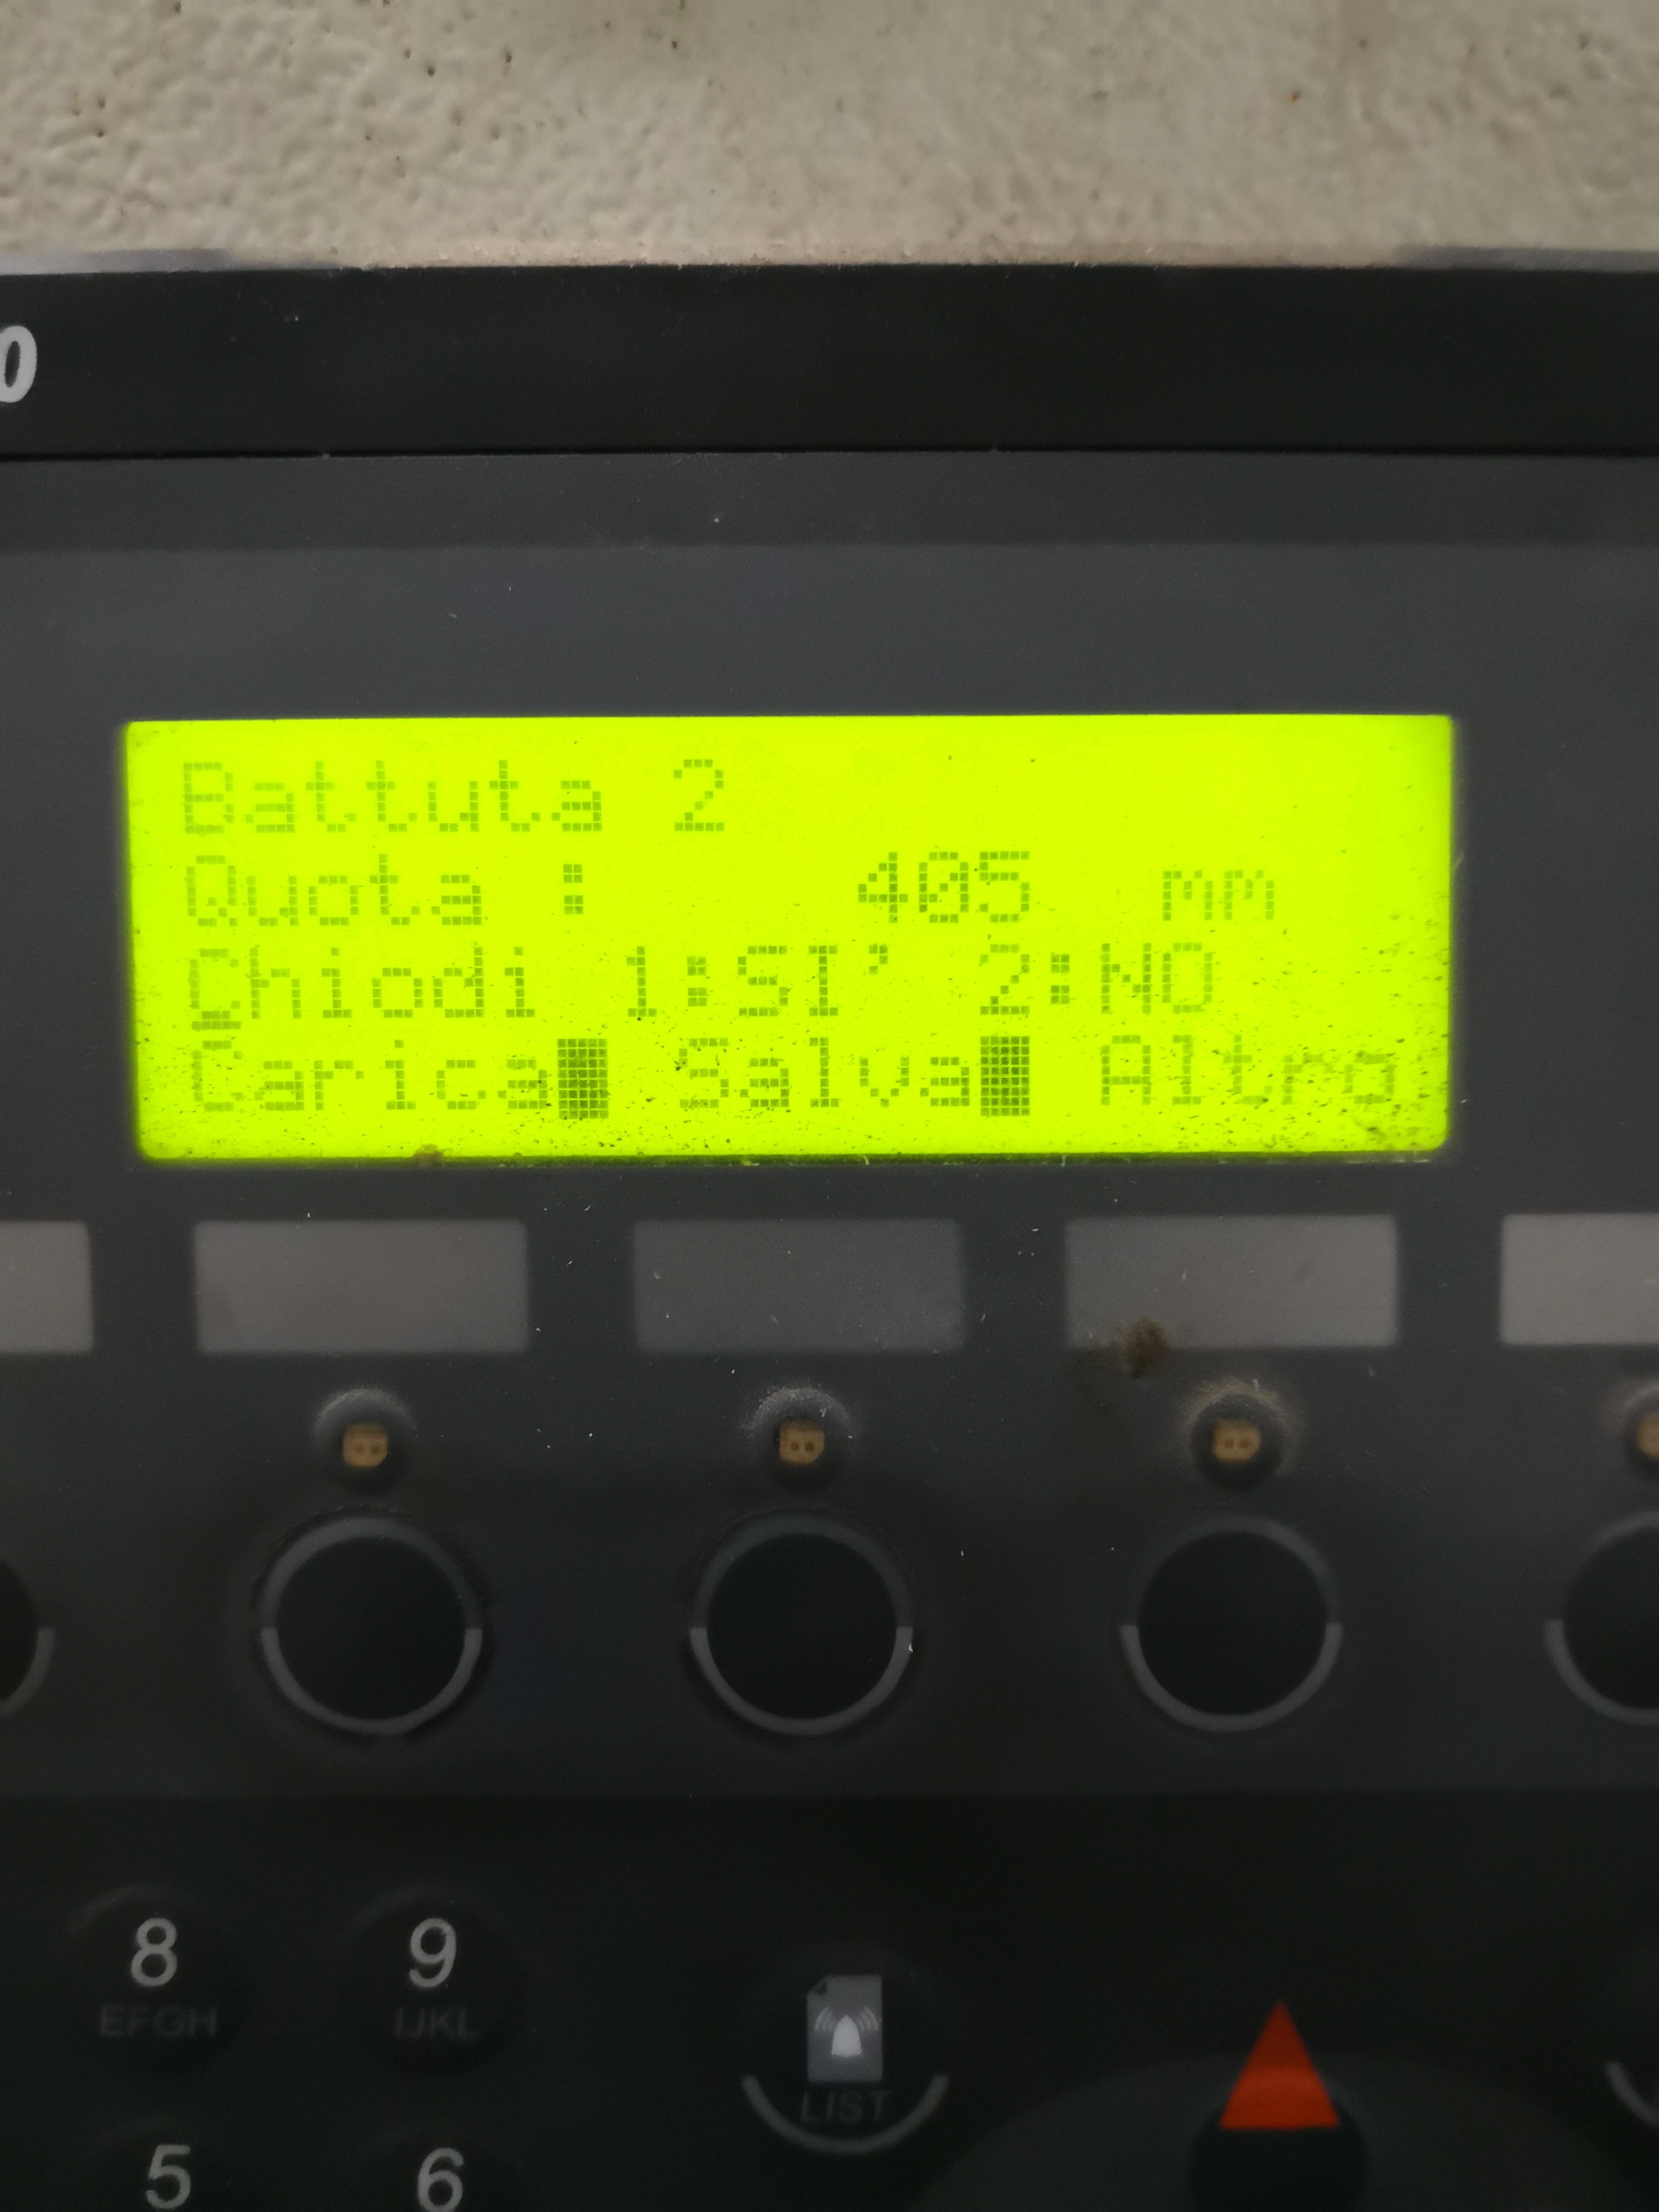 0
Battuta 2
Quota : 405 mm
Chiodi 1:SI' 2:NO
Carica Salva Altro
8 9
EFGH IJKL
LIST
5 6